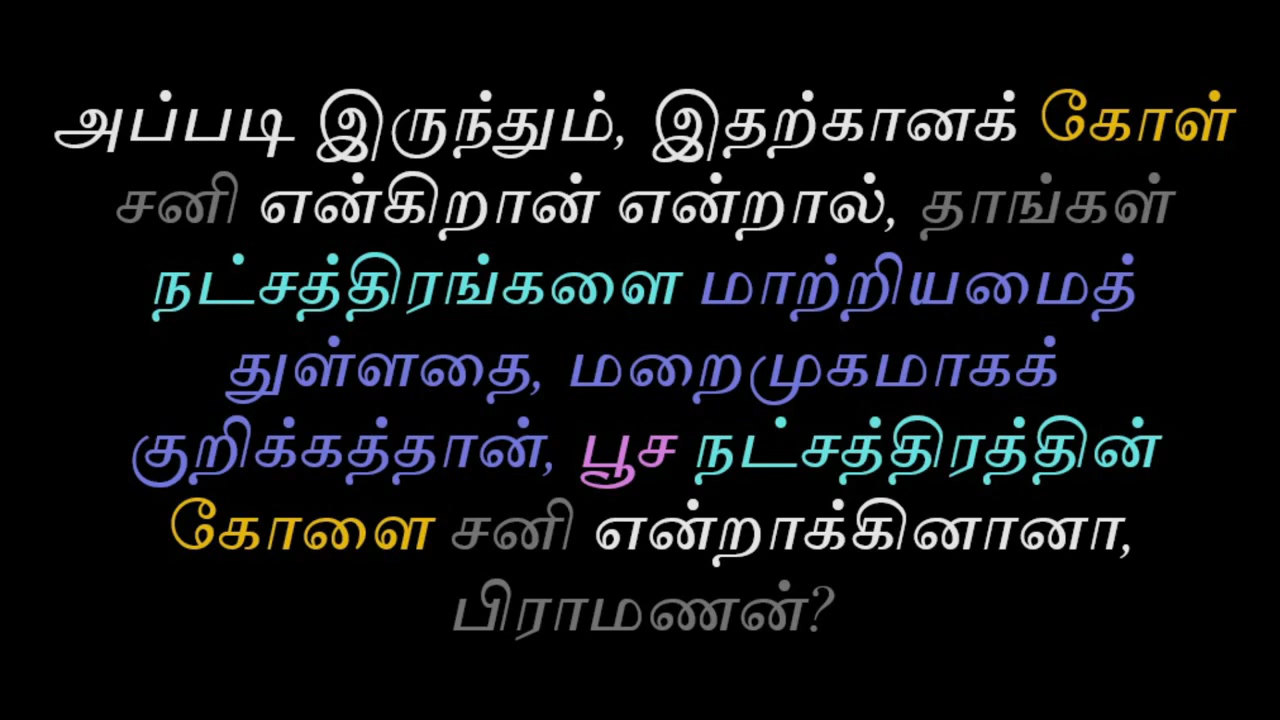 அப்படி இருந்தும், இதற்கானக் கோள்
சனி என்கிறான் என்றால், தாங்கள்
நட்சத்திரங்களை மாற்றியமைத்
துள்ளதை, மறைமுகமாகக்
குறிக்கத்தான், பூச நட்சத்திரத்தின்
கோளை சனி என்றாக்கினானா,
பிராமணன்?